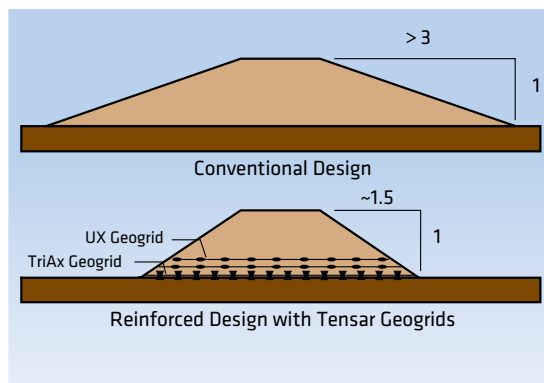 > 3
1
Conventional Design
~1.5
UX Geogrid
1
TriAx Geogrid
Reinforced Design with Tensar Geogrids